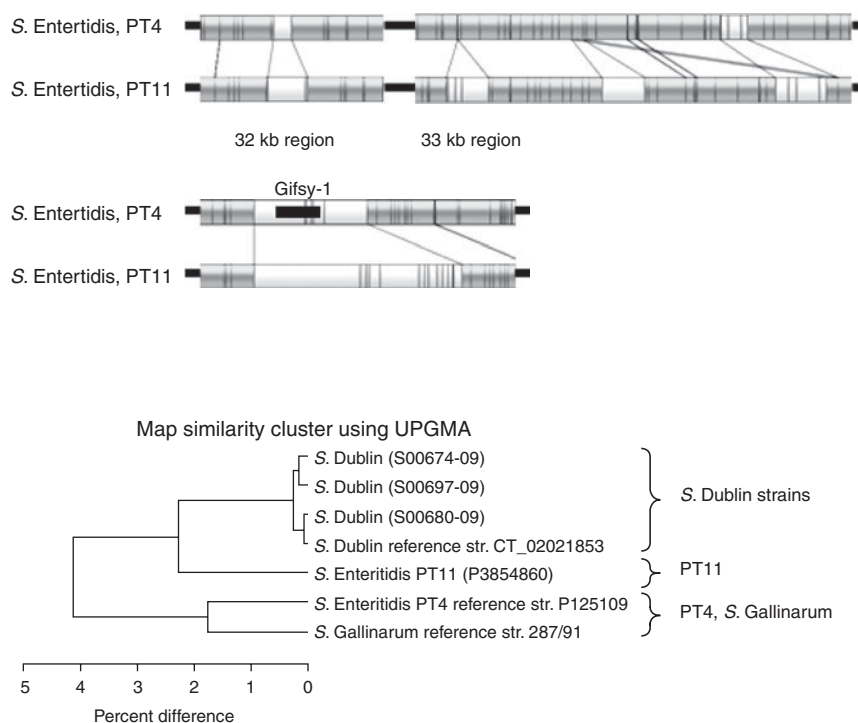 S. Entertidis, PT4
S. Entertidis, PT11
32 kb region
33 kb region
Gifsy-1
S. Entertidis, PT4
S. Entertidis, PT11
Map similarity cluster using UPGMA
S. Dublin (S00674-09)
S. Dublin (S00697-09)
S. Dublin (S00680-09)
S. Dublin reference str. CT_02021853
S. Dublin strains
S. Enteritidis PT11 (P3854860)
PT11
S. Enteritidis PT4 reference str. P125109
S. Gallinarum reference str. 287/91
PT4, S. Gallinarum
5 4 3 2 1 0
Percent difference